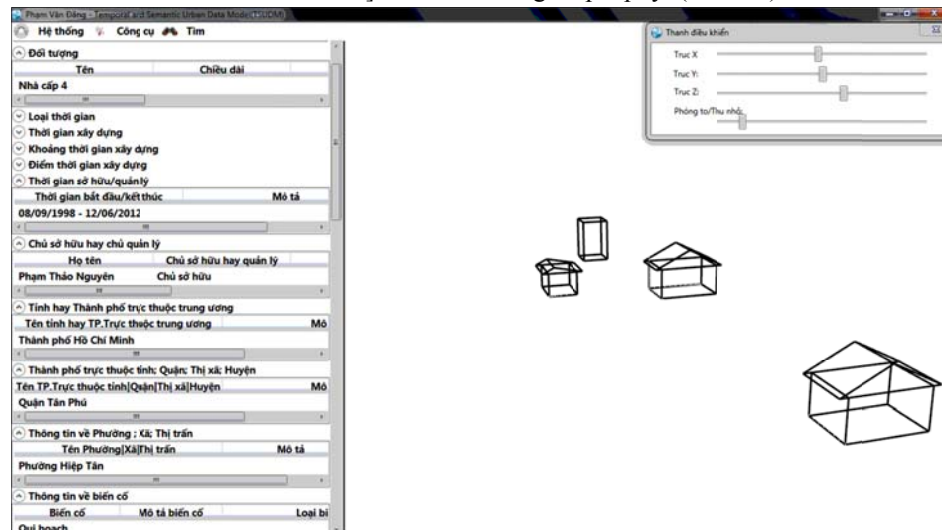 Phạm Văn Đảng - Temporal and Semantic Urban Data Model(TSUDM)
Hệ thống Công cụ Tìm
Đối tượng
Tên Chiều dài
Nhà cấp 4
Loại thời gian
Thời gian xây dựng
Khoảng thời gian xây dựng
Điểm thời gian xây dựng
Thời gian sở hữu/quản lý
Thời gian bắt đầu/kết thúc Mô tả
08/09/1998 - 12/06/2012
Chủ sở hữu hay chủ quản lý
Họ tên Chủ sở hữu hay quản lý
Phạm Thảo Nguyên Chủ sở hữu
Tỉnh hay Thành phố trực thuộc trung ương
Tên tỉnh hay TP.Trực thuộc trung ương Mô
Thành phố Hồ Chí Minh
Thành phố trực thuộc tỉnh; Quận; Thị xã; Huyện
Tên TP.Trực thuộc tỉnh|Quận|Thị xã|Huyện Mô
Quận Tân Phú
Thông tin về Phường ; Xã; Thị trấn
Tên Phường|Xã|Thị trấn Mô tả
Phường Hiệp Tân
Thông tin về biến cố
Biến cố Mô tả biến cố Loại bi
Qui hoạch
Thanh điều khiển
Trục X
Trục Y:
Trục Z:
Phóng to/Thu nhỏ: